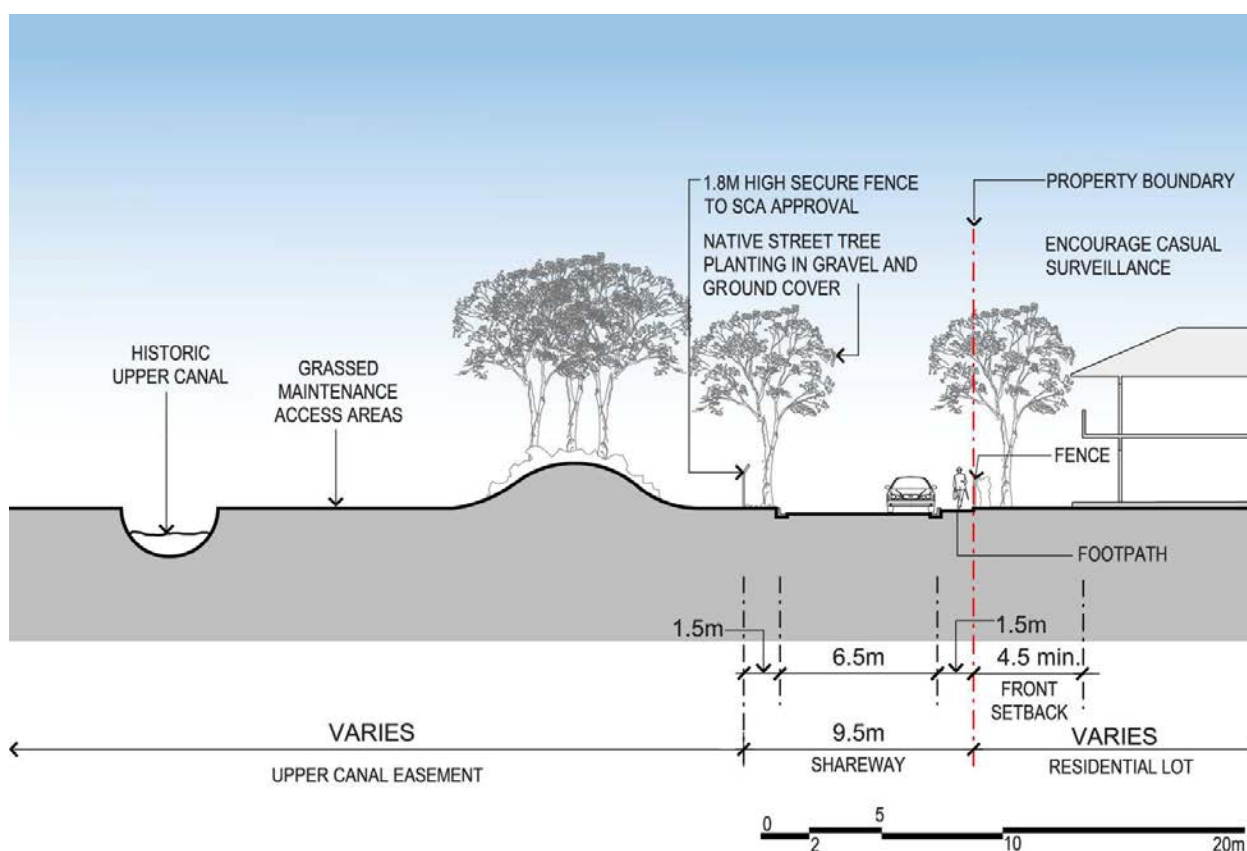 1.8M HIGH SECURE FENCE
TO SCA APPROVAL
PROPERTY BOUNDARY
NATIVE STREET TREE
PLANTING IN GRAVEL AND
GROUND COVER
ENCOURAGE CASUAL
SURVEILLANCE
HISTORIC
UPPER CANAL
GRASSED
MAINTENANCE
ACCESS AREAS
FENCE
FOOTPATH
1.5m
6.5m
1.5m
4.5 min.
FRONT
SETBACK
VARIES
UPPER CANAL EASEMENT
9.5m
SHAREWAY
VARIES
RESIDENTIAL LOT
0
5
2
10
20m